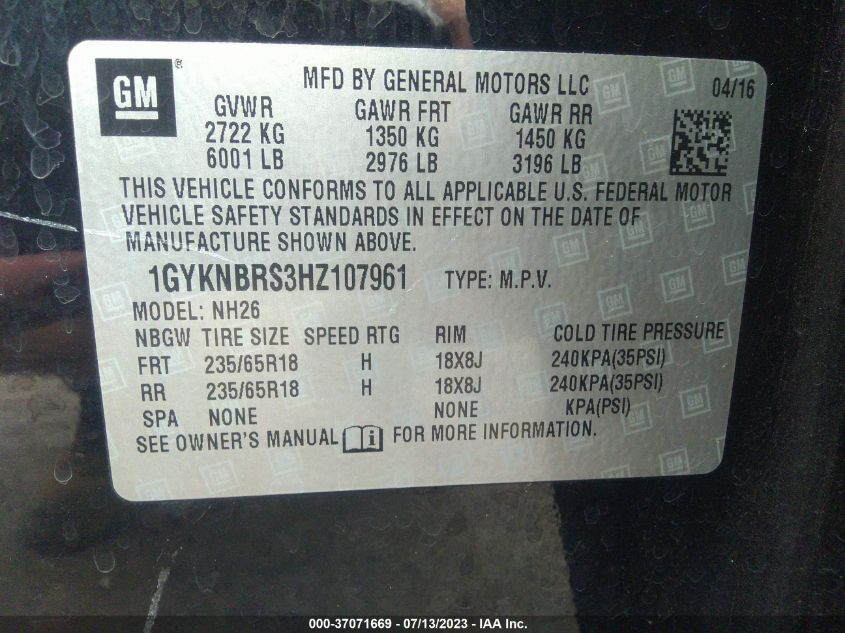 GM
®
MFD BY GENERAL MOTORS LLC 04/16
GVWR GAWR FRT GAWR RR
2722 KG 1350 KG 1450 KG
6001 LB 2976 LB 3196 LB
THIS VEHICLE CONFORMS TO ALL APPLICABLE U.S. FEDERAL MOTOR
VEHICLE SAFETY STANDARDS IN EFFECT ON THE DATE OF
MANUFACTURE SHOWN ABOVE.
1GYKNBRS3HZ107961 TYPE: M.P.V.
MODEL: NH26
NBGW TIRE SIZE SPEED RTG RIM COLD TIRE PRESSURE
FRT 235/65R18 H 18X8J 240KPA(35PSI)
RR 235/65R18 H 18X8J 240KPA(35PSI)
SPA NONE NONE KPA(PSI)
SEE OWNER'S MANUAL FOR MORE INFORMATION.
000-37071669 - 07/13/2023 - IAA Inc.